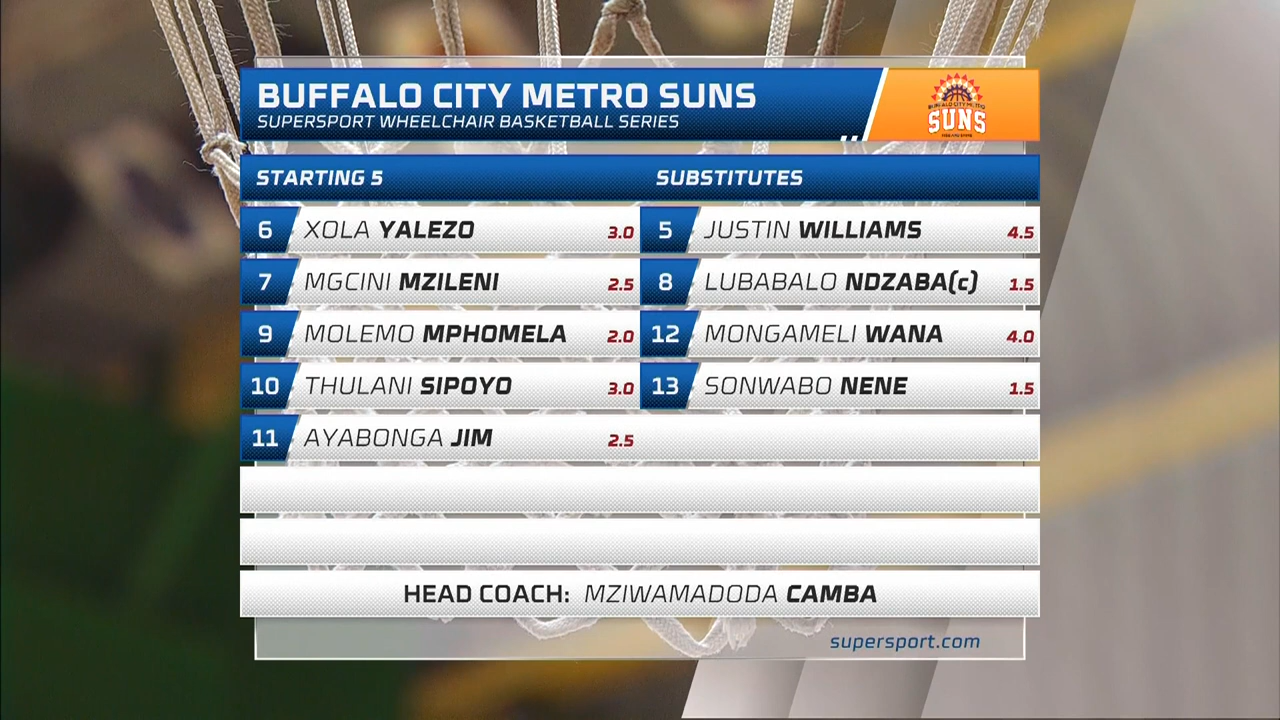 BUFFALO CITY METRO SUNS
SUPERSPORT WHEELCHAIR BASKETBALL SERIES
BUFFALO CITY METRO
SUNS
STARTING 5
SUBSTITUTES
6 XOLA YALEZO 3.0
5 JUSTIN WILLIAMS 4.5
7 MGCINI MZILENI 2.5
8 LUBABALO NDZABA(c) 1.5
9 MOLEMO MPHOMELA 2.0
12 MONGAMELI WANA 4.0
10 THULANI SIPOYO 3.0
13 SONWABO NENE 1.5
11 AYABONGA JIM 2.5
HEAD COACH: MZIWAMADODA CAMBA
supersport.com